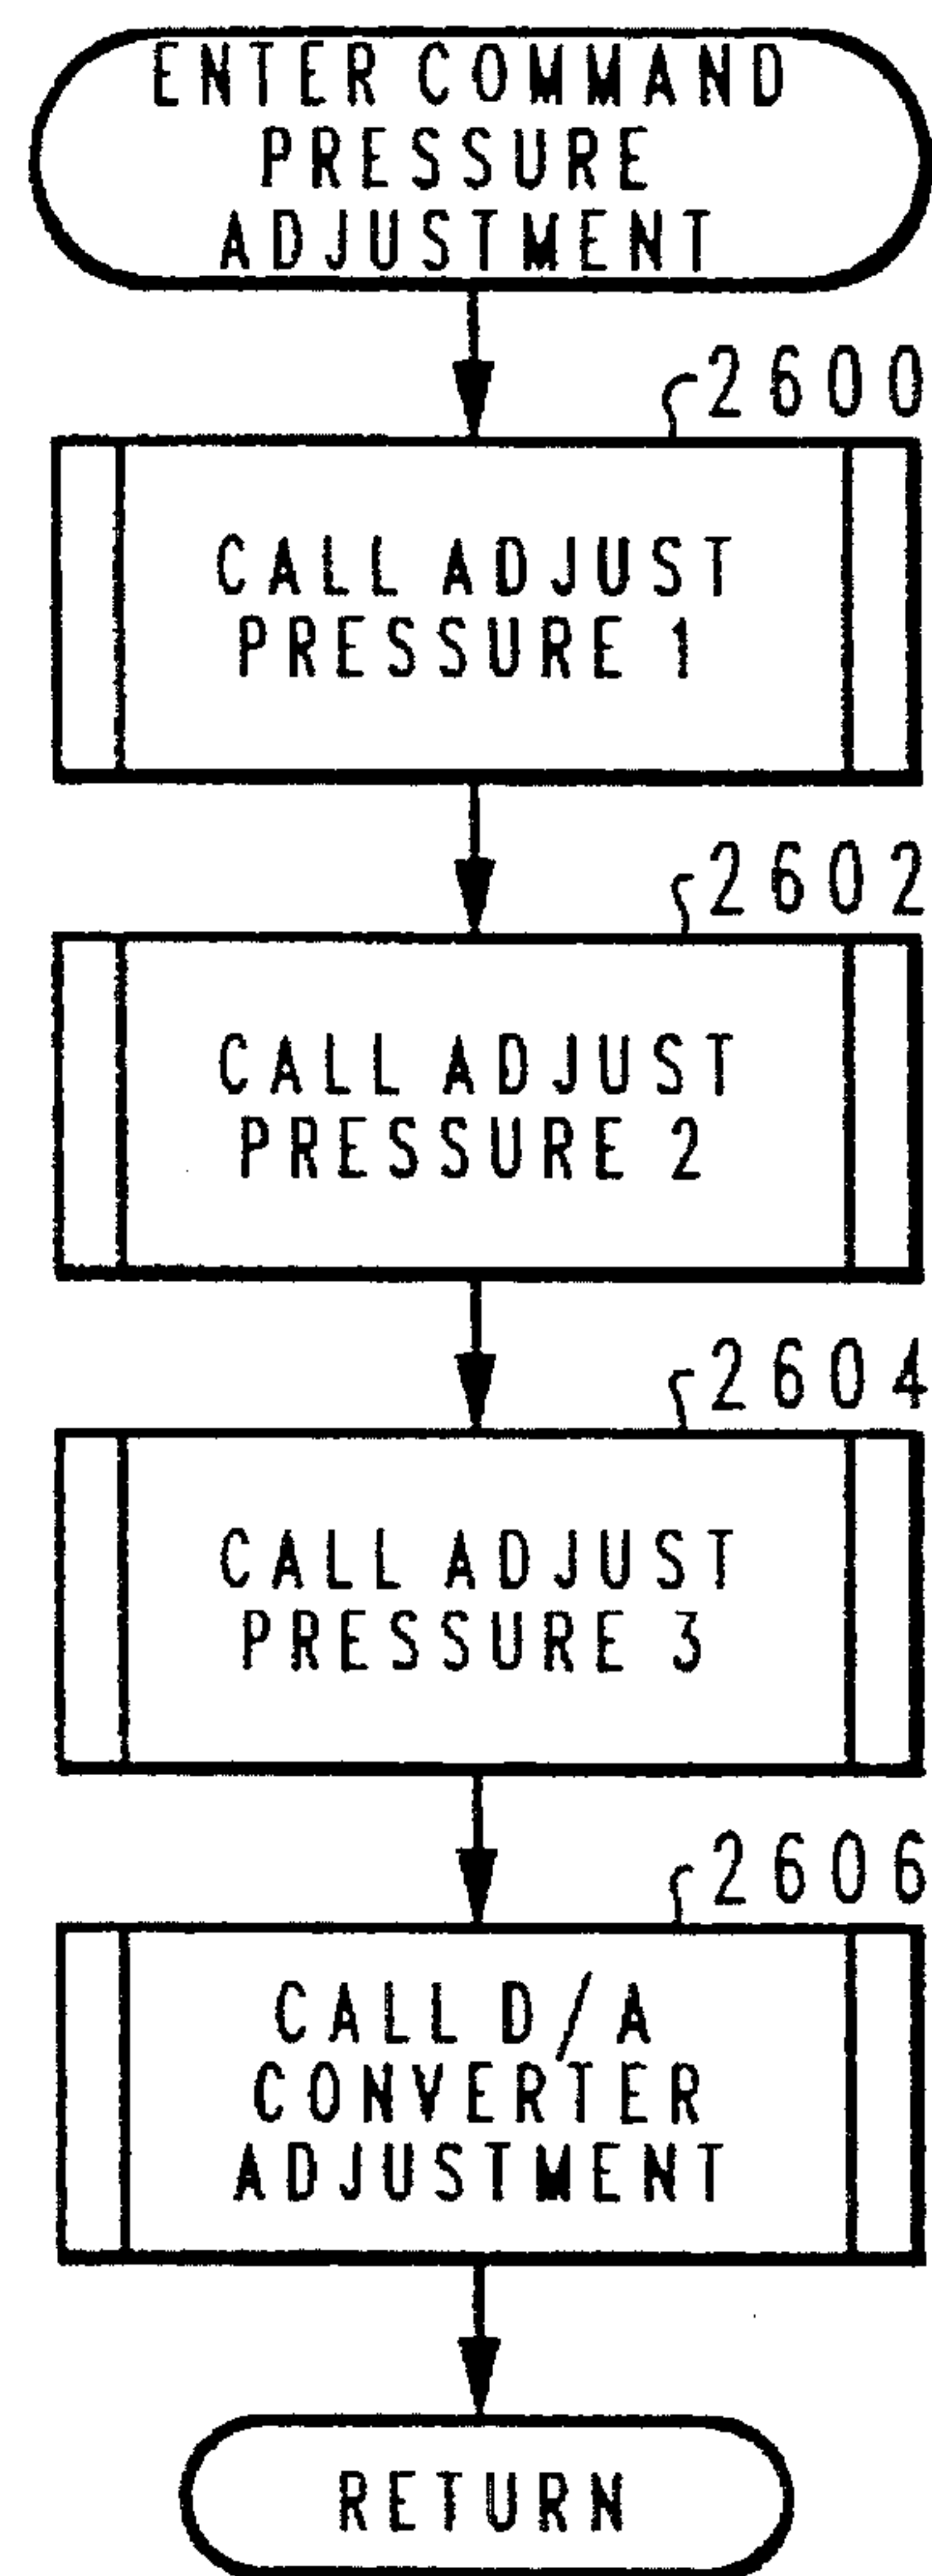 ENTER COMMAND
PRESSURE
ADJUSTMENT
2600
CALL ADJUST
PRESSURE 1
2602
CALL ADJUST
PRESSURE 2
2604
CALL ADJUST
PRESSURE 3
2606
CALL D/A
CONVERTER
ADJUSTMENT
RETURN